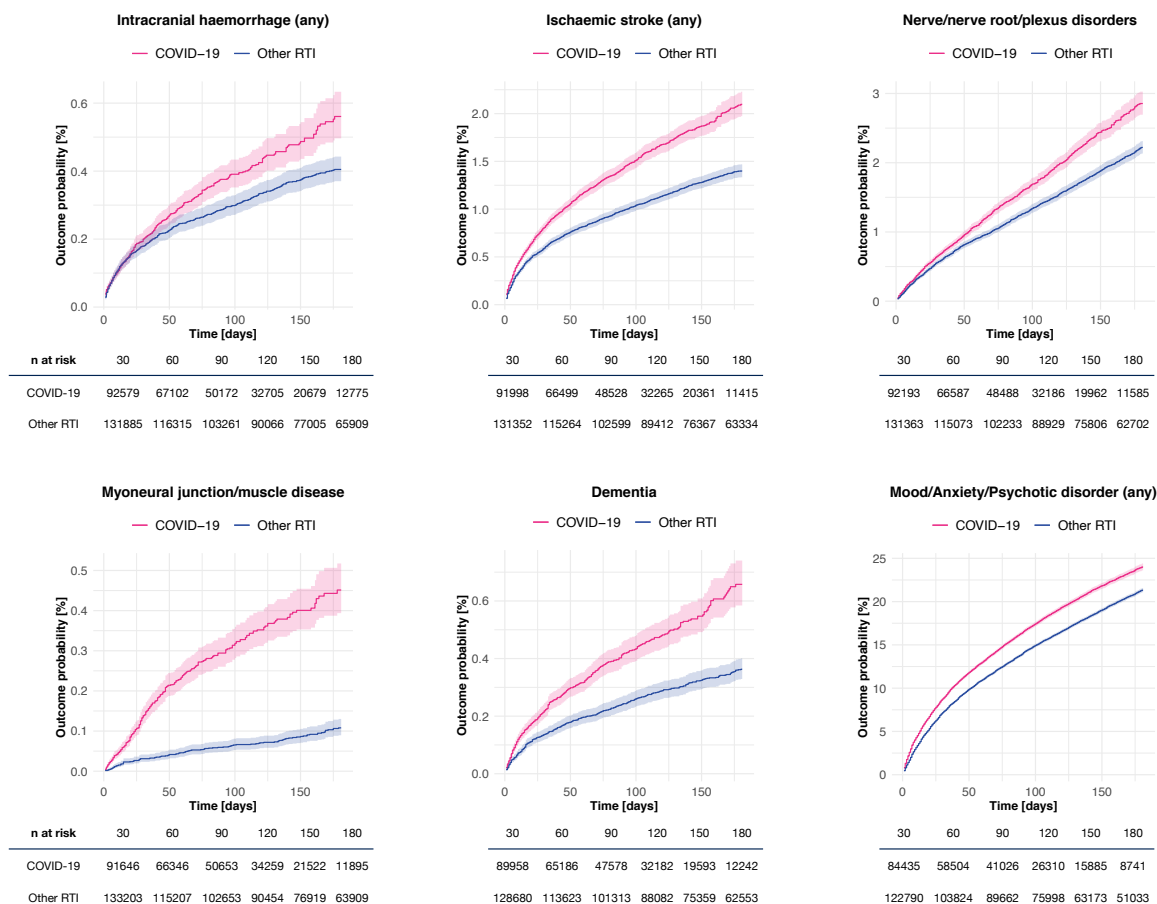 Intracranial haemorrhage (any)
COVID−19 Other RTI
Outcome probability [%]
0.6
0.4
0.2
0.0
0 50 100 150
Time [days]
n at risk 30 60 90 120 150 180
COVID-19 92579 67102 50172 32705 20679 12775
Other RTI 131885 116315 103261 90066 77005 65909
Ischaemic stroke (any)
COVID−19 Other RTI
Outcome probability [%]
2.0
1.5
1.0
0.5
0.0
0 50 100 150
Time [days]
30 60 90 120 150 180
91998 66499 48528 32265 20361 11415
131352 115264 102599 89412 76367 63334
Nerve/nerve root/plexus disorders
COVID−19 Other RTI
Outcome probability [%]
3
2
1
0
0 50 100 150
Time [days]
30 60 90 120 150 180
92193 66587 48488 32186 19962 11585
131363 115073 102233 88929 75806 62702
Myoneural junction/muscle disease
COVID−19 Other RTI
Outcome probability [%]
0.5
0.4
0.3
0.2
0.1
0.0
0 50 100 150
Time [days]
n at risk 30 60 90 120 150 180
COVID-19 91646 66346 50653 34259 21522 11895
Other RTI 133203 115207 102653 90454 76919 63909
Dementia
COVID−19 Other RTI
Outcome probability [%]
0.6
0.4
0.2
0.0
0 50 100 150
Time [days]
30 60 90 120 150 180
89958 65186 47578 32182 19593 12242
128680 113623 101313 88082 75359 62553
Mood/Anxiety/Psychotic disorder (any)
COVID−19 Other RTI
Outcome probability [%]
25
20
15
10
5
0
0 50 100 150
Time [days]
30 60 90 120 150 180
84435 58504 41026 26310 15885 8741
122790 103824 89662 75998 63173 51033